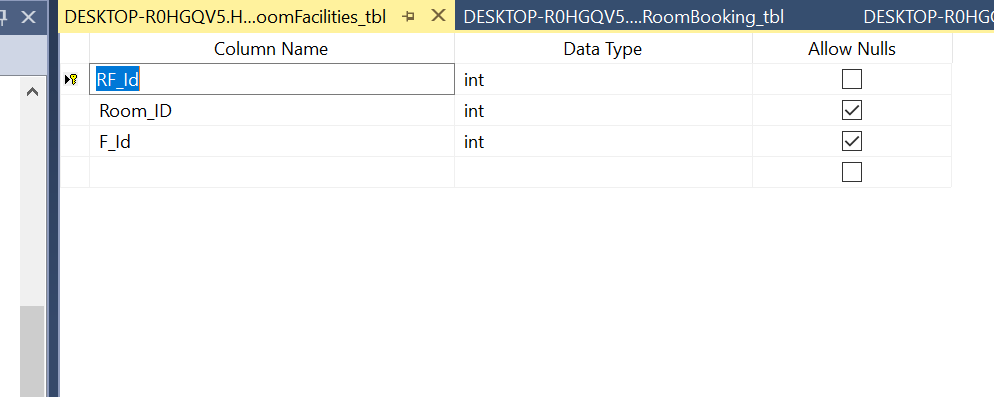 DESKTOP-R0HGQV5.H...oomFacilities_tbl DESKTOP-R0HGQV5....RoomBooking_tbl DESKTOP-R0HG
Column Name Data Type Allow Nulls
RF_Id int
Room_ID int
F_Id int